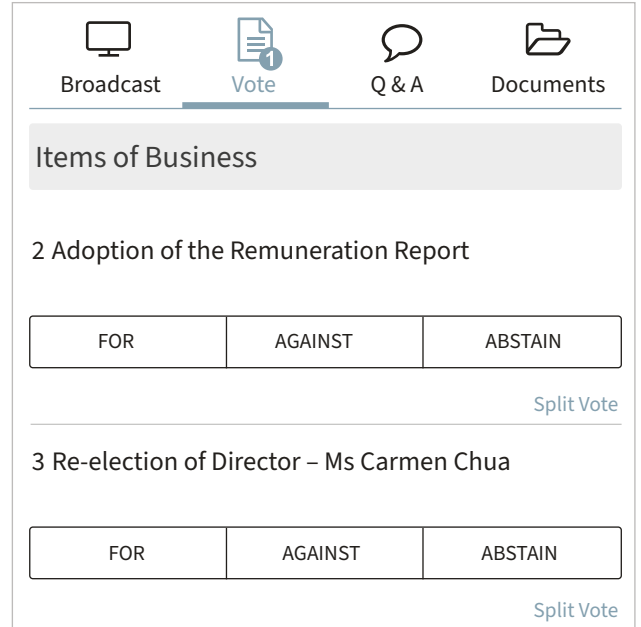 1
Broadcast Vote Q & A Documents
Items of Business
2 Adoption of the Remuneration Report
FOR AGAINST ABSTAIN
Split Vote
3 Re-election of Director – Ms Carmen Chua
FOR AGAINST ABSTAIN
Split Vote